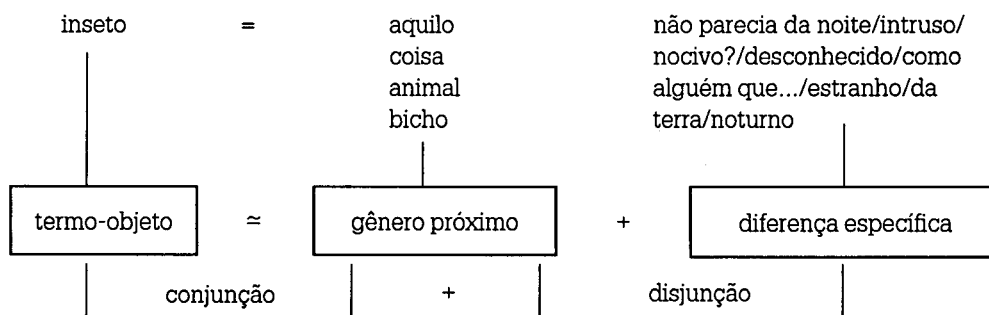 inseto = aquilo não parecia da noite/intruso/
coisa nocivo?/desconhecido/como
animal alguém que.../estranho/da
bicho terra/noturno
termo-objeto ≃ gênero próximo + diferença específica
conjunção + disjunção